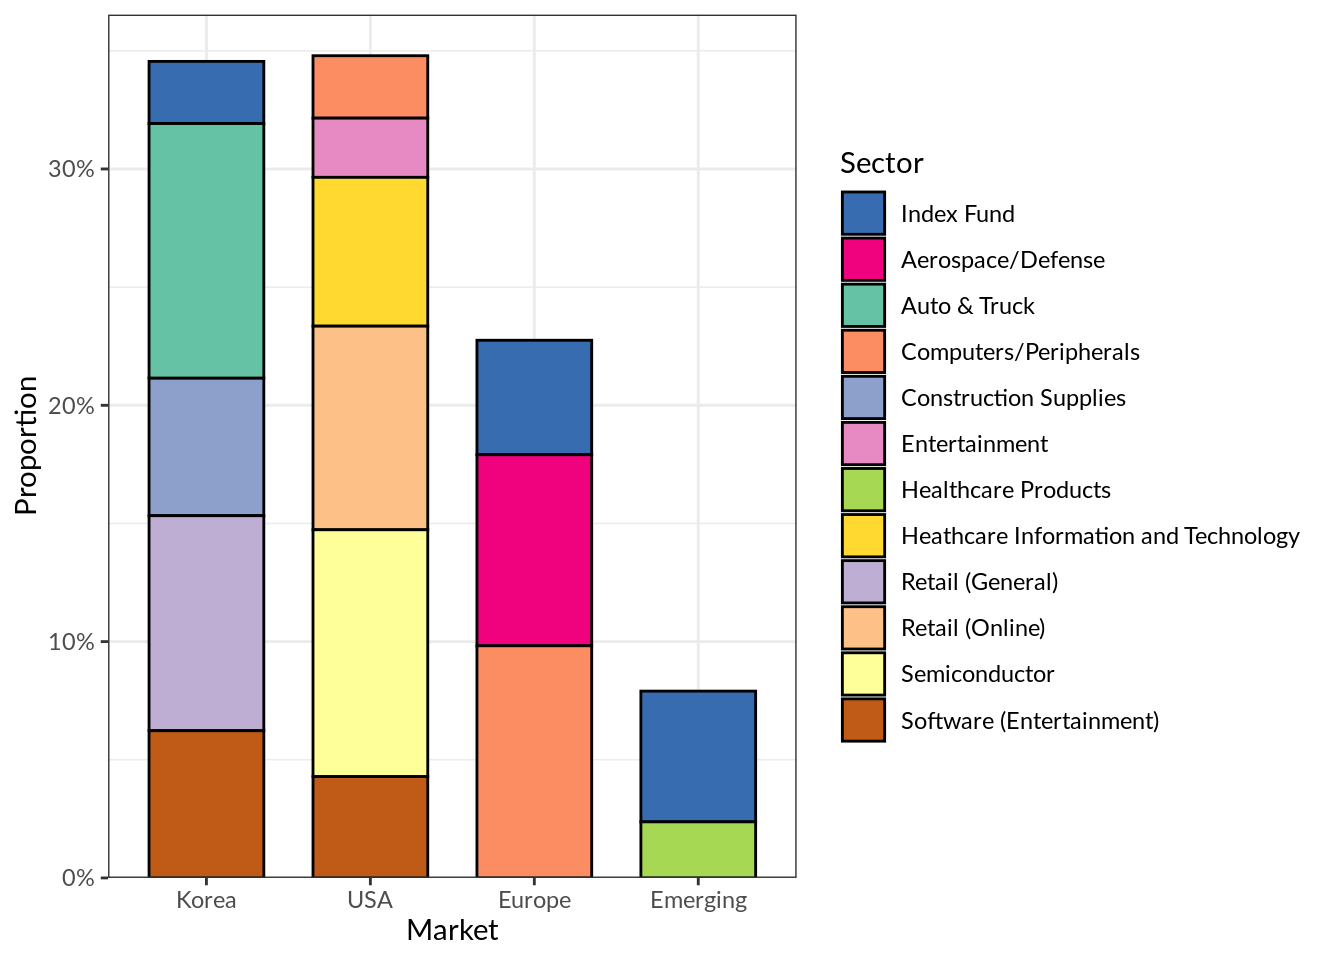 Proportion
30%
20%
10%
0%
Korea
USA
Europe
Emerging
Market
Sector
Index Fund
Aerospace/Defense
Auto & Truck
Computers/Peripherals
Construction Supplies
Entertainment
Healthcare Products
Heathcare Information and Technology
Retail (General)
Retail (Online)
Semiconductor
Software (Entertainment)